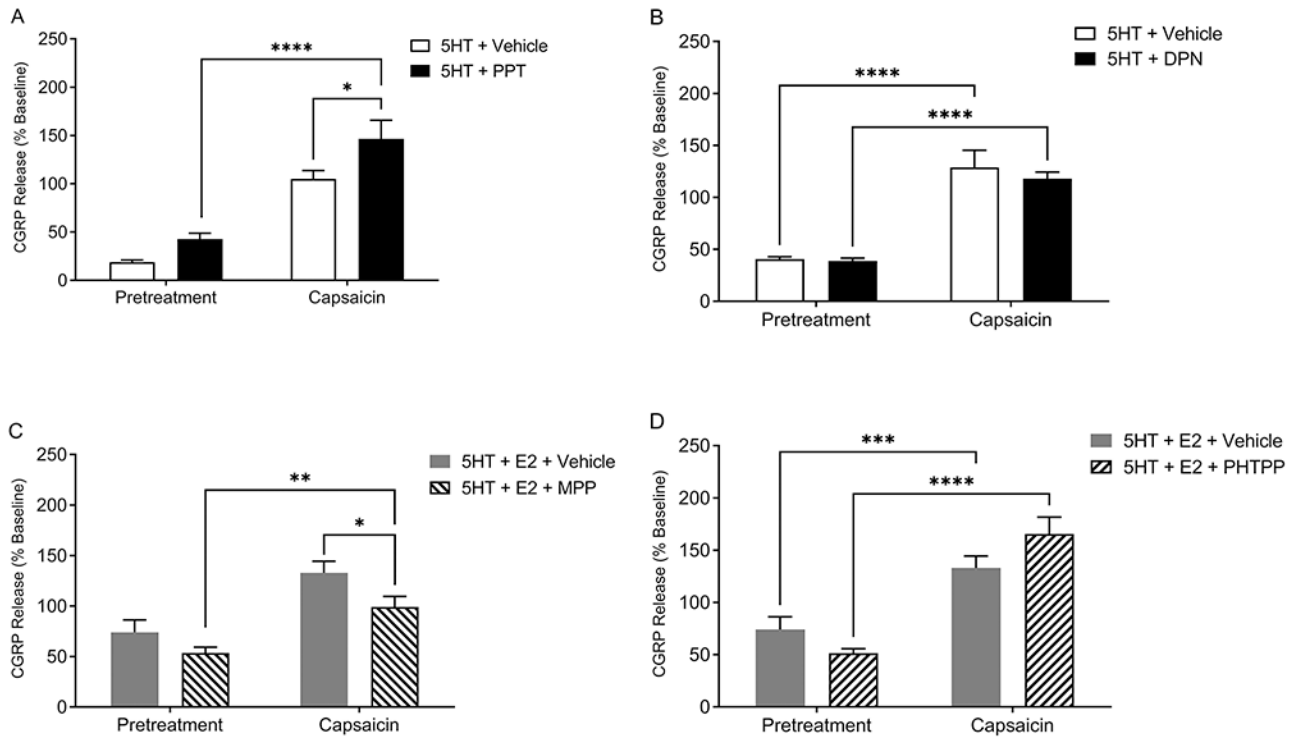 A
CGRP Release (% Baseline)
250
200
150
100
50
0
****
*
5HT + Vehicle
5HT + PPT
Pretreatment
Capsaicin
B
CGRP Release (% Baseline)
250
200
150
100
50
0
****
****
5HT + Vehicle
5HT + DPN
Pretreatment
Capsaicin
C
CGRP Release (% Baseline)
250
200
150
100
50
0
**
*
5HT + E2 + Vehicle
5HT + E2 + MPP
Pretreatment
Capsaicin
D
CGRP Release (% Baseline)
250
200
150
100
50
0
***
****
5HT + E2 + Vehicle
5HT + E2 + PHTPP
Pretreatment
Capsaicin